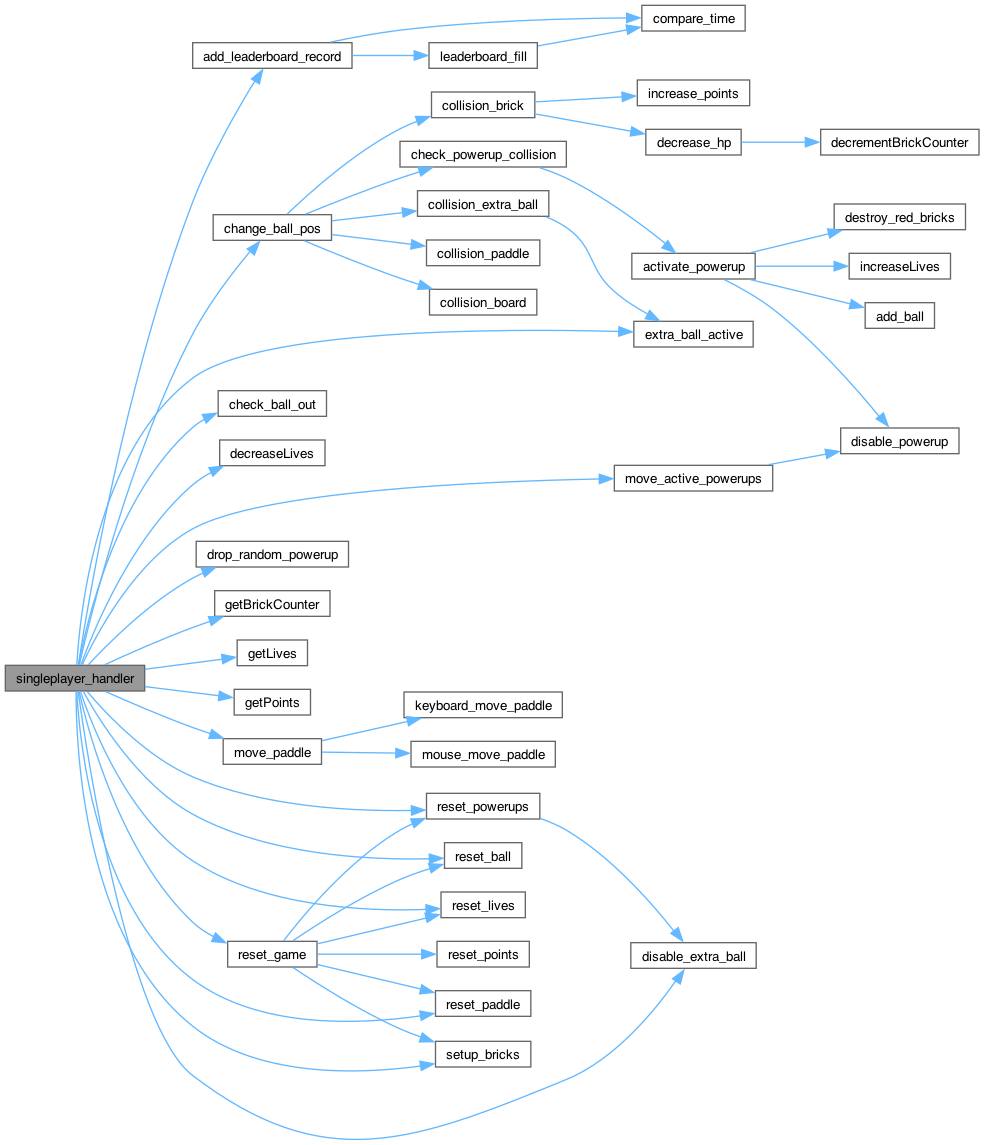 compare_time
add_leaderboard_record
leaderboard_fill
increase_points
collision_brick
decrease_hp
decrementBrickCounter
check_powerup_collision
collision_extra_ball
destroy_red_bricks
change_ball_pos
collision_paddle
activate_powerup
increaseLives
collision_board
add_ball
extra_ball_active
check_ball_out
disable_powerup
decreaseLives
move_active_powerups
drop_random_powerup
getBrickCounter
getLives
singleplayer_handler
getPoints
keyboard_move_paddle
move_paddle
mouse_move_paddle
reset_powerups
reset_ball
reset_lives
reset_game
reset_points
disable_extra_ball
reset_paddle
setup_bricks